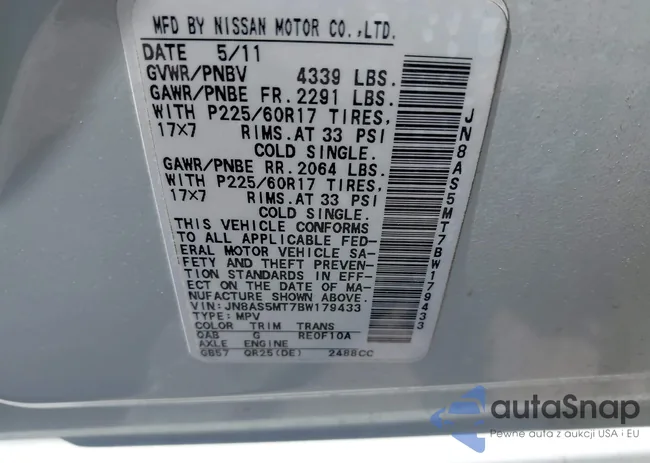 MFD BY NISSAN MOTOR CO.,LTD.
DATE 5/11
GVWR/PNBV 4339 LBS.
GAWR/PNBE FR. 2291 LBS.
WITH P225/60R17 TIRES,
17×7 RIMS. AT 33 PSI
COLD SINGLE.
GAWR/PNBE RR. 2064 LBS.
WITH P225/60R17 TIRES,
17×7 RIMS. AT 33 PSI
COLD SINGLE.
THIS VEHICLE CONFORMS
TO ALL APPLICABLE FED-
ERAL MOTOR VEHICLE SA-
FETY AND THEFT PREVEN-
TION STANDARDS IN EFF-
ECT ON THE DATE OF MA-
NUFACTURE SHOWN ABOVE.
VIN: JN8AS5MT7BW179433
TYPE: MPV
COLOR TRIM TRANS
QAB G RE0F10A
AXLE ENGINE
GB57 QR25(DE) 2488CC
JN8AS5MT7BW179433
autaSnap
Pewne auta z aukcji USA i EU